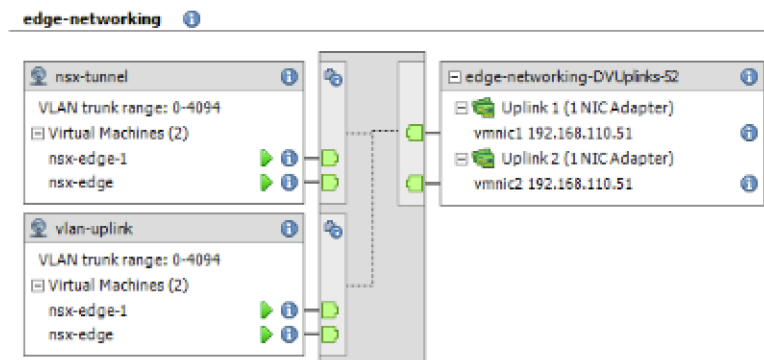 edge-networking
nsx-tunnel
VLAN trunk range: 0-4094
Virtual Machines (2)
nsx-edge-1
nsx-edge
vlan-uplink
VLAN trunk range: 0-4094
Virtual Machines (2)
nsx-edge-1
nsx-edge
edge-networking-DVUplinks-52
Uplink 1 (1 NIC Adapter)
vmnic1 192.168.110.51
Uplink 2 (1 NIC Adapter)
vmnic2 192.168.110.51